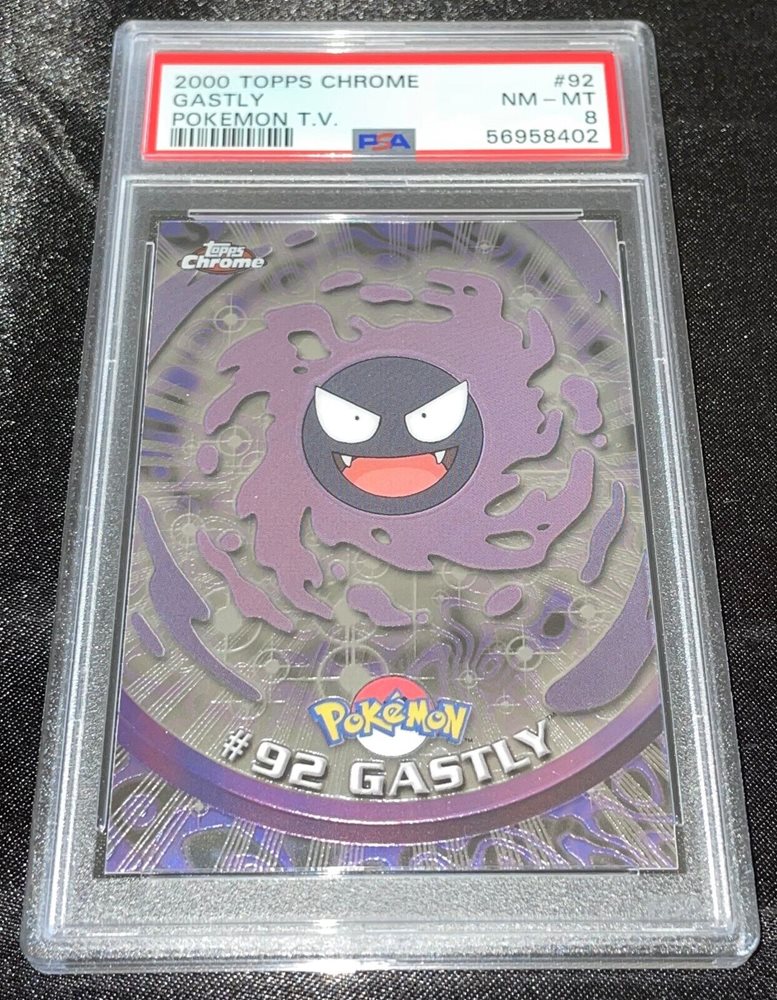 2000 TOPPS CHROME #92
GASTLY NM - MT
POKEMON T.V. 8
PSA 56958402
Topps
Chrome
POKéMON
#92 GASTLY